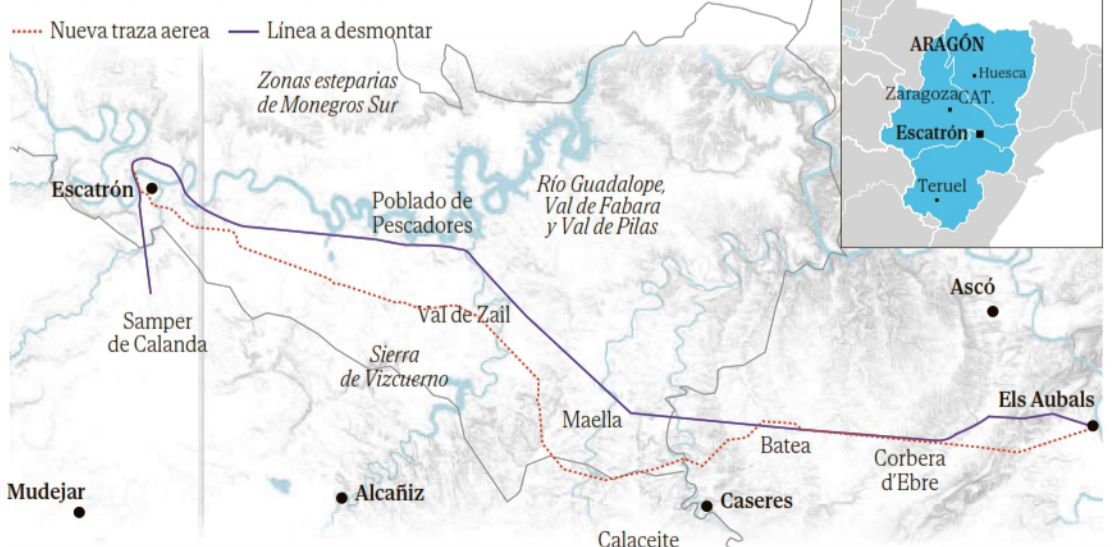 Nueva traza aerea
Línea a desmontar
Zonas esteparias
de Monegros Sur
ARAGÓN
Huesca
Zaragoza
CAT.
Escatrón
Teruel
Escatrón
Poblado de
Pescadores
Río Guadalope,
Val de Fabara
y Val de Pilas
Ascó
Samper
de Calanda
Val de Zail
Sierra
de Vizcuerno
Maella
Els Aubals
Batea
Corbera
d'Ebre
Mudejar
Alcañiz
Caseres
Calaceite